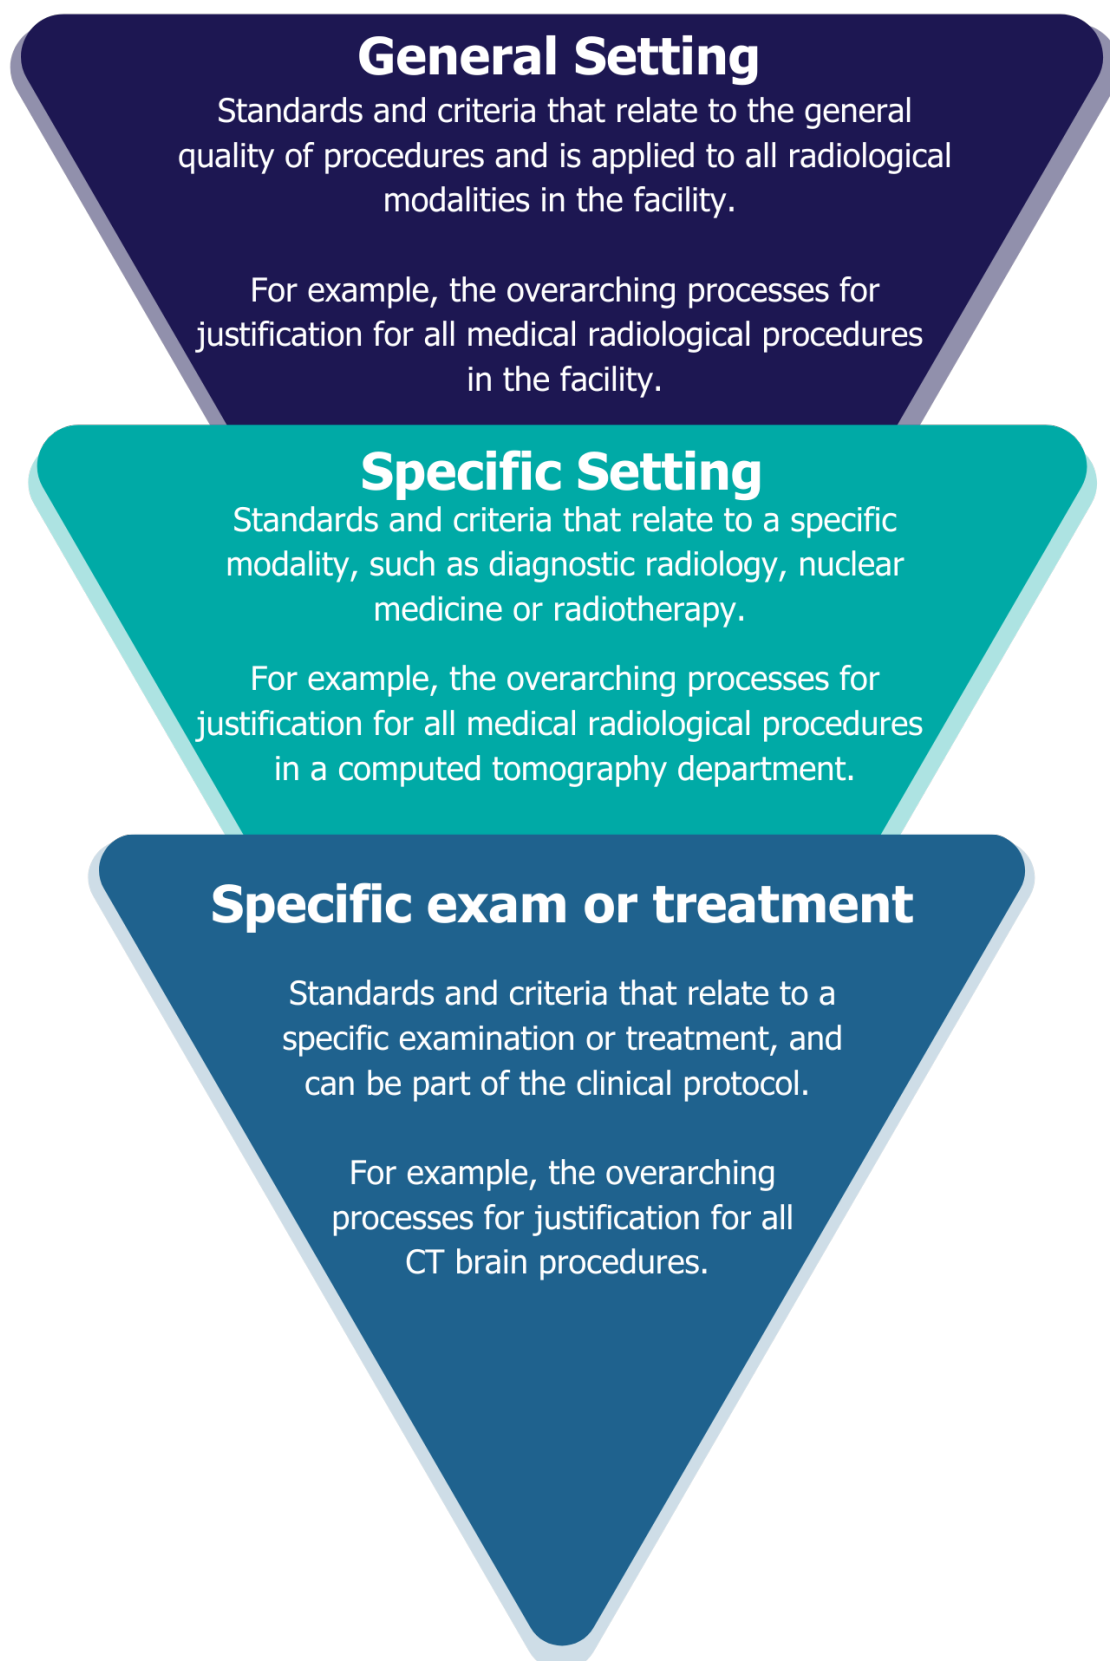 General Setting
Standards and criteria that relate to the general
quality of procedures and is applied to all radiological
modalities in the facility.
For example, the overarching processes for
justification for all medical radiological procedures
in the facility.
Specific Setting
Standards and criteria that relate to a specific
modality, such as diagnostic radiology, nuclear
medicine or radiotherapy.
For example, the overarching processes for
justification for all medical radiological procedures
in a computed tomography department.
Specific exam or treatment
Standards and criteria that relate to a
specific examination or treatment, and
can be part of the clinical protocol.
For example, the overarching
processes for justification for all
CT brain procedures.